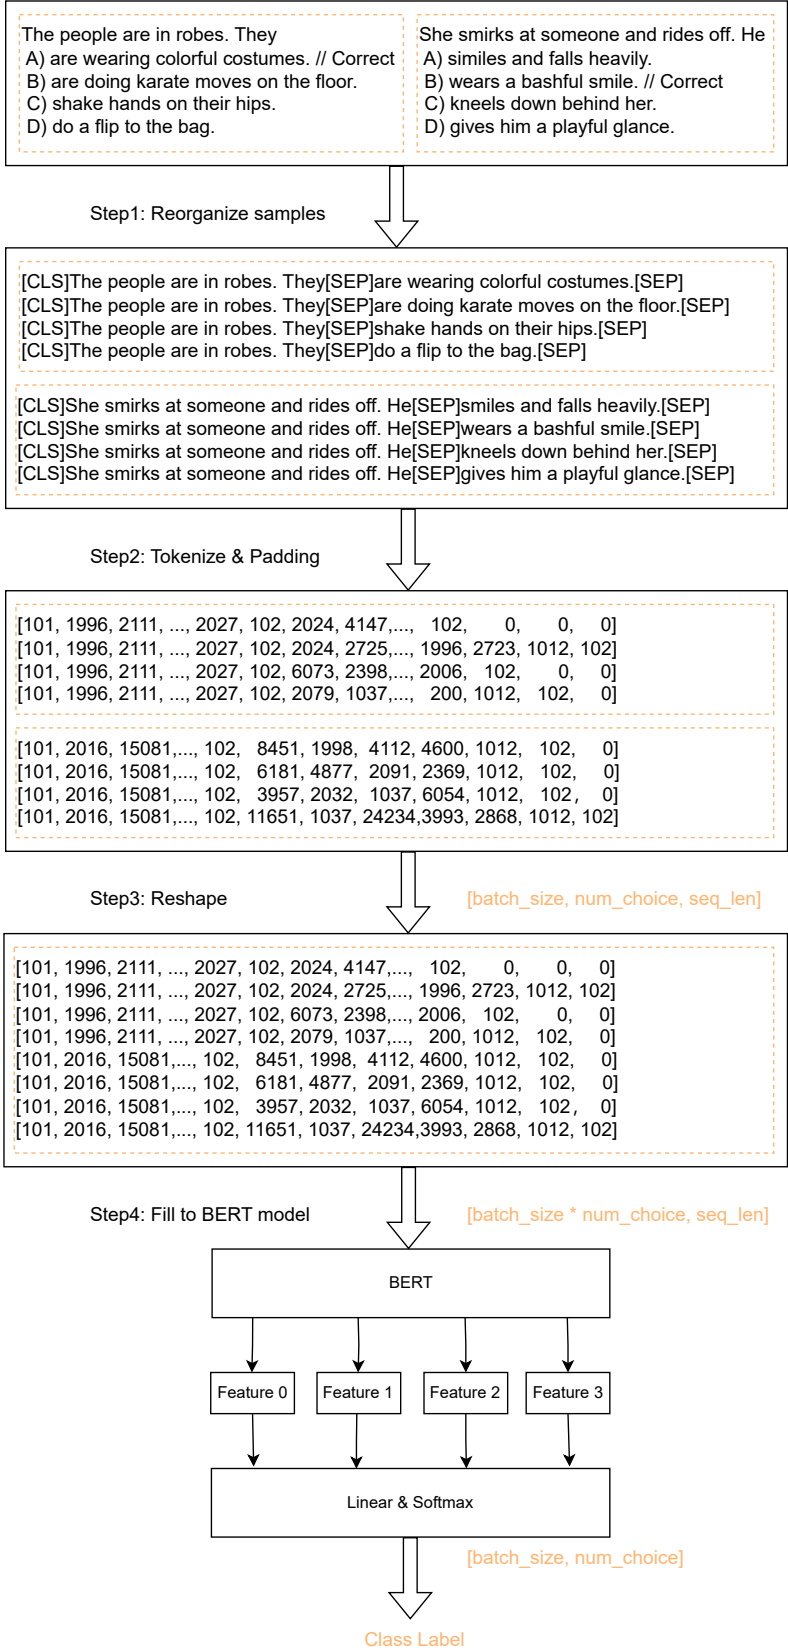 The people are in robes. They
A) are wearing colorful costumes. // Correct
B) are doing karate moves on the floor.
C) shake hands on their hips.
D) do a flip to the bag.
She smirks at someone and rides off. He
A) similes and falls heavily.
B) wears a bashful smile. // Correct
C) kneels down behind her.
D) gives him a playful glance.
Step1: Reorganize samples
[CLS]The people are in robes. They[SEP]are wearing colorful costumes.[SEP]
[CLS]The people are in robes. They[SEP]are doing karate moves on the floor.[SEP]
[CLS]The people are in robes. They[SEP]shake hands on their hips.[SEP]
[CLS]The people are in robes. They[SEP]do a flip to the bag.[SEP]
[CLS]She smirks at someone and rides off. He[SEP]smiles and falls heavily.[SEP]
[CLS]She smirks at someone and rides off. He[SEP]wears a bashful smile.[SEP]
[CLS]She smirks at someone and rides off. He[SEP]kneels down behind her.[SEP]
[CLS]She smirks at someone and rides off. He[SEP]gives him a playful glance.[SEP]
Step2: Tokenize & Padding
[101, 1996, 2111, ..., 2027, 102, 2024, 4147,..., 102, 0, 0, 0]
[101, 1996, 2111, ..., 2027, 102, 2024, 2725,..., 1996, 2723, 1012, 102]
[101, 1996, 2111, ..., 2027, 102, 6073, 2398,..., 2006, 102, 0, 0]
[101, 1996, 2111, ..., 2027, 102, 2079, 1037,..., 200, 1012, 102, 0]
[101, 2016, 15081,..., 102, 8451, 1998, 4112, 4600, 1012, 102, 0]
[101, 2016, 15081,..., 102, 6181, 4877, 2091, 2369, 1012, 102, 0]
[101, 2016, 15081,..., 102, 3957, 2032, 1037, 6054, 1012, 102, 0]
[101, 2016, 15081,..., 102, 11651, 1037, 24234,3993, 2868, 1012, 102]
Step3: Reshape
[batch_size, num_choice, seq_len]
[101, 1996, 2111, ..., 2027, 102, 2024, 4147,..., 102, 0, 0, 0]
[101, 1996, 2111, ..., 2027, 102, 2024, 2725,..., 1996, 2723, 1012, 102]
[101, 1996, 2111, ..., 2027, 102, 6073, 2398,..., 2006, 102, 0, 0]
[101, 1996, 2111, ..., 2027, 102, 2079, 1037,..., 200, 1012, 102, 0]
[101, 2016, 15081,..., 102, 8451, 1998, 4112, 4600, 1012, 102, 0]
[101, 2016, 15081,..., 102, 6181, 4877, 2091, 2369, 1012, 102, 0]
[101, 2016, 15081,..., 102, 3957, 2032, 1037, 6054, 1012, 102, 0]
[101, 2016, 15081,..., 102, 11651, 1037, 24234,3993, 2868, 1012, 102]
Step4: Fill to BERT model
[batch_size * num_choice, seq_len]
BERT
Feature 0
Feature 1
Feature 2
Feature 3
Linear & Softmax
[batch_size, num_choice]
Class Label